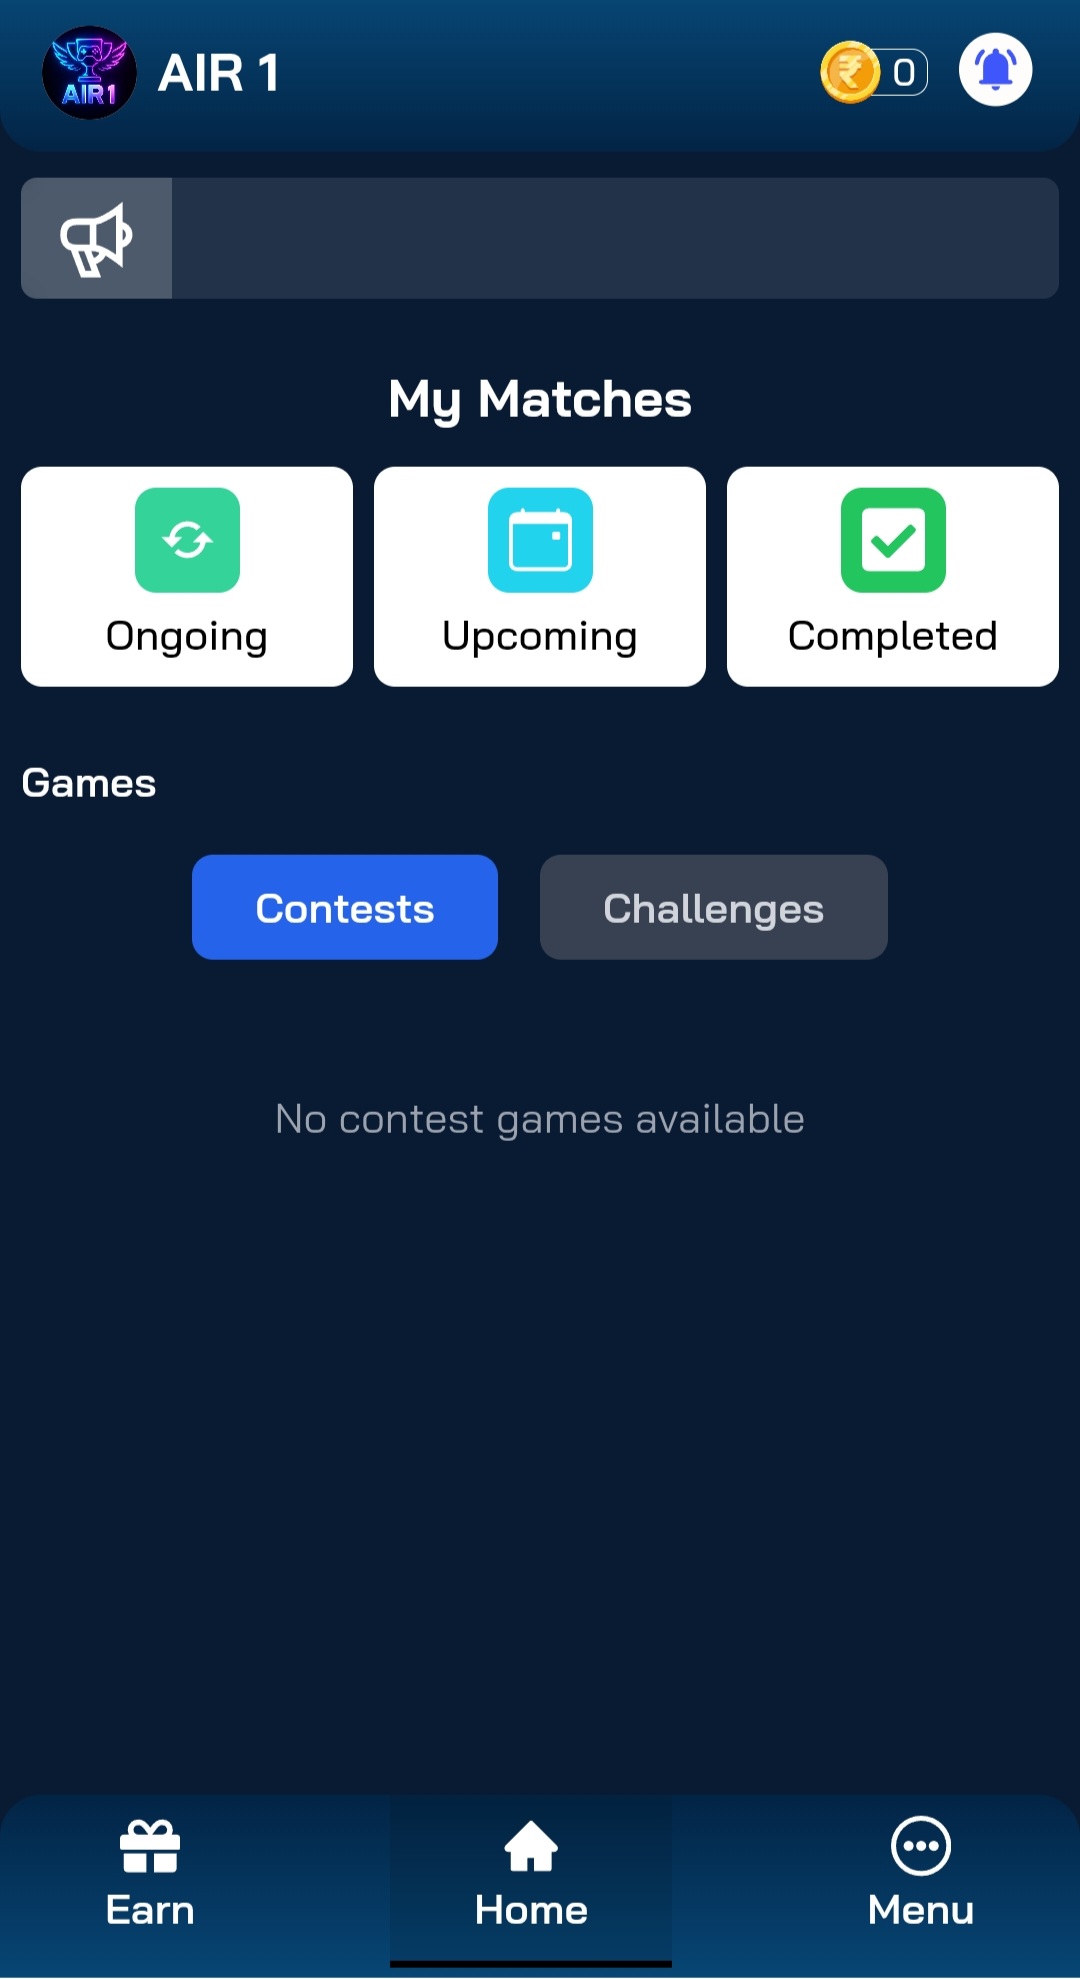 AIR1
AIR 1
0
My Matches
Ongoing
Upcoming
Completed
Games
Contests
Challenges
No contest games available
Earn
Home
Menu